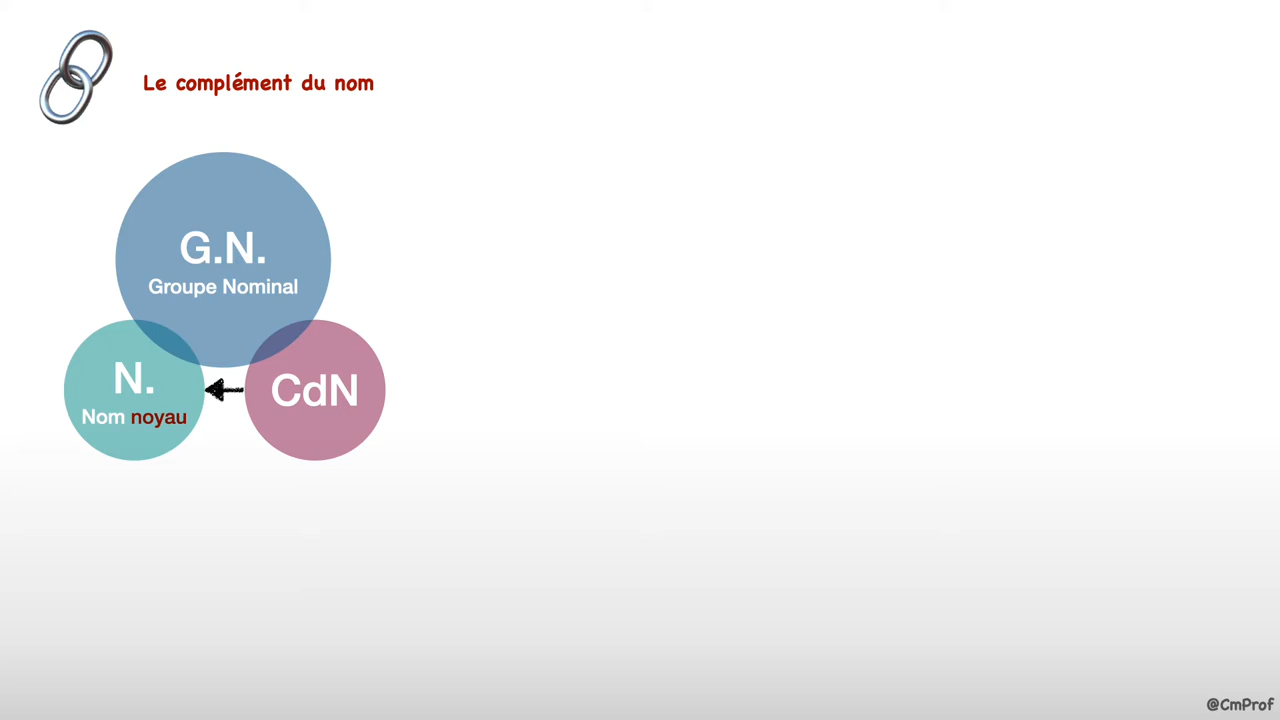 Le complément du nom
G.N.
Groupe Nominal
N.
Nom noyau
CdN
@CmProf